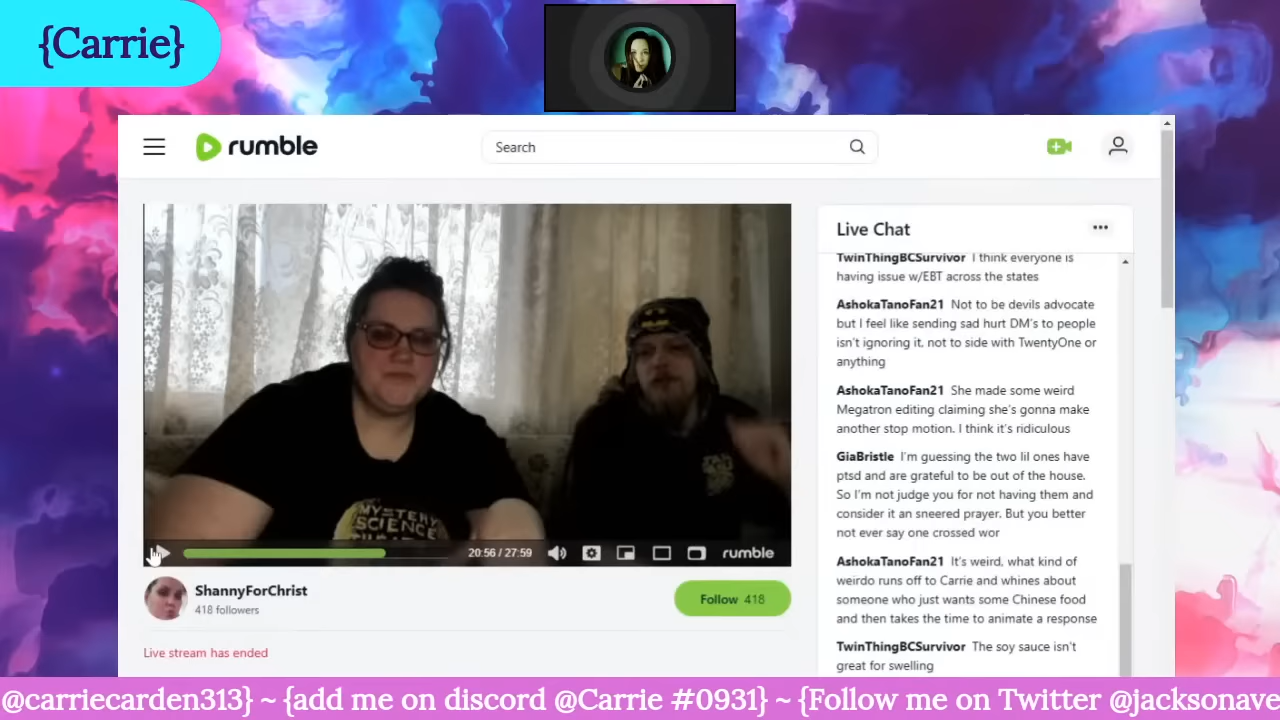 {Carrie}
rumble
Search
Live Chat
TwinThingBCSurvivor I think everyone is
having issue w/EBT across the states
AshokaTanoFan21 Not to be devils advocate
but I feel like sending sad hurt DM's to people
isn't ignoring it, not to side with TwentyOne or
anything
AshokaTanoFan21 She made some weird
Megatron editing claiming she's gonna make
another stop motion. I think it's ridiculous
GiaBristle I'm guessing the two lil ones have
ptsd and are grateful to be out of the house.
So I'm not judge you for not having them and
consider it an sneered prayer. But you better
not ever say one crossed wor
AshokaTanoFan21 It's weird, what kind of
weirdo runs off to Carrie and whines about
someone who just wants some Chinese food
and then takes the time to animate a response
TwinThingBCSurvivor The soy sauce isn't
great for swelling
MYSTERY
SCIENCE
20:56 / 27:59
rumble
ShannyForChrist
418 followers
Follow 418
Live stream has ended
@carriecarden313} ~ {add me on discord @Carrie #0931} ~ {Follow me on Twitter @jacksonave